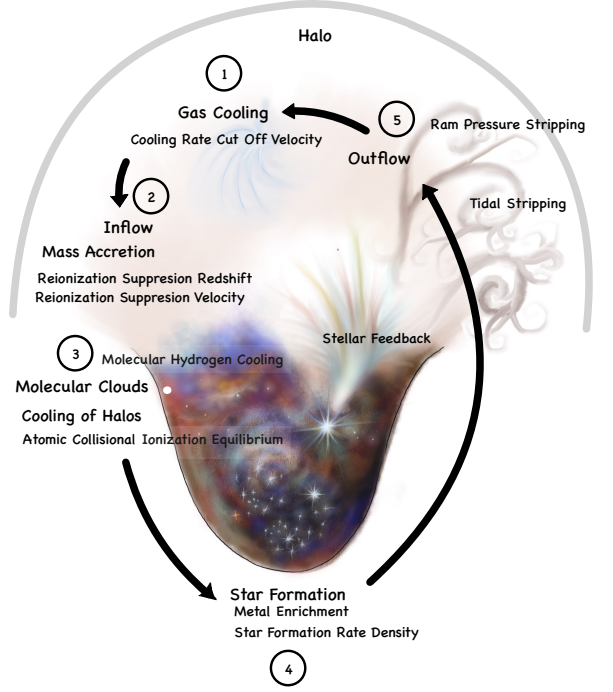 Halo
1
Gas Cooling
Cooling Rate Cut Off Velocity
5
Outflow
Ram Pressure Stripping
Tidal Stripping
2
Inflow
Mass Accretion
Reionization Suppresion Redshift
Reionization Suppresion Velocity
Stellar Feedback
3
Molecular Hydrogen Cooling
Molecular Clouds
Cooling of Halos
Atomic Collisional Ionization Equilibrium
Star Formation
Metal Enrichment
Star Formation Rate Density
4